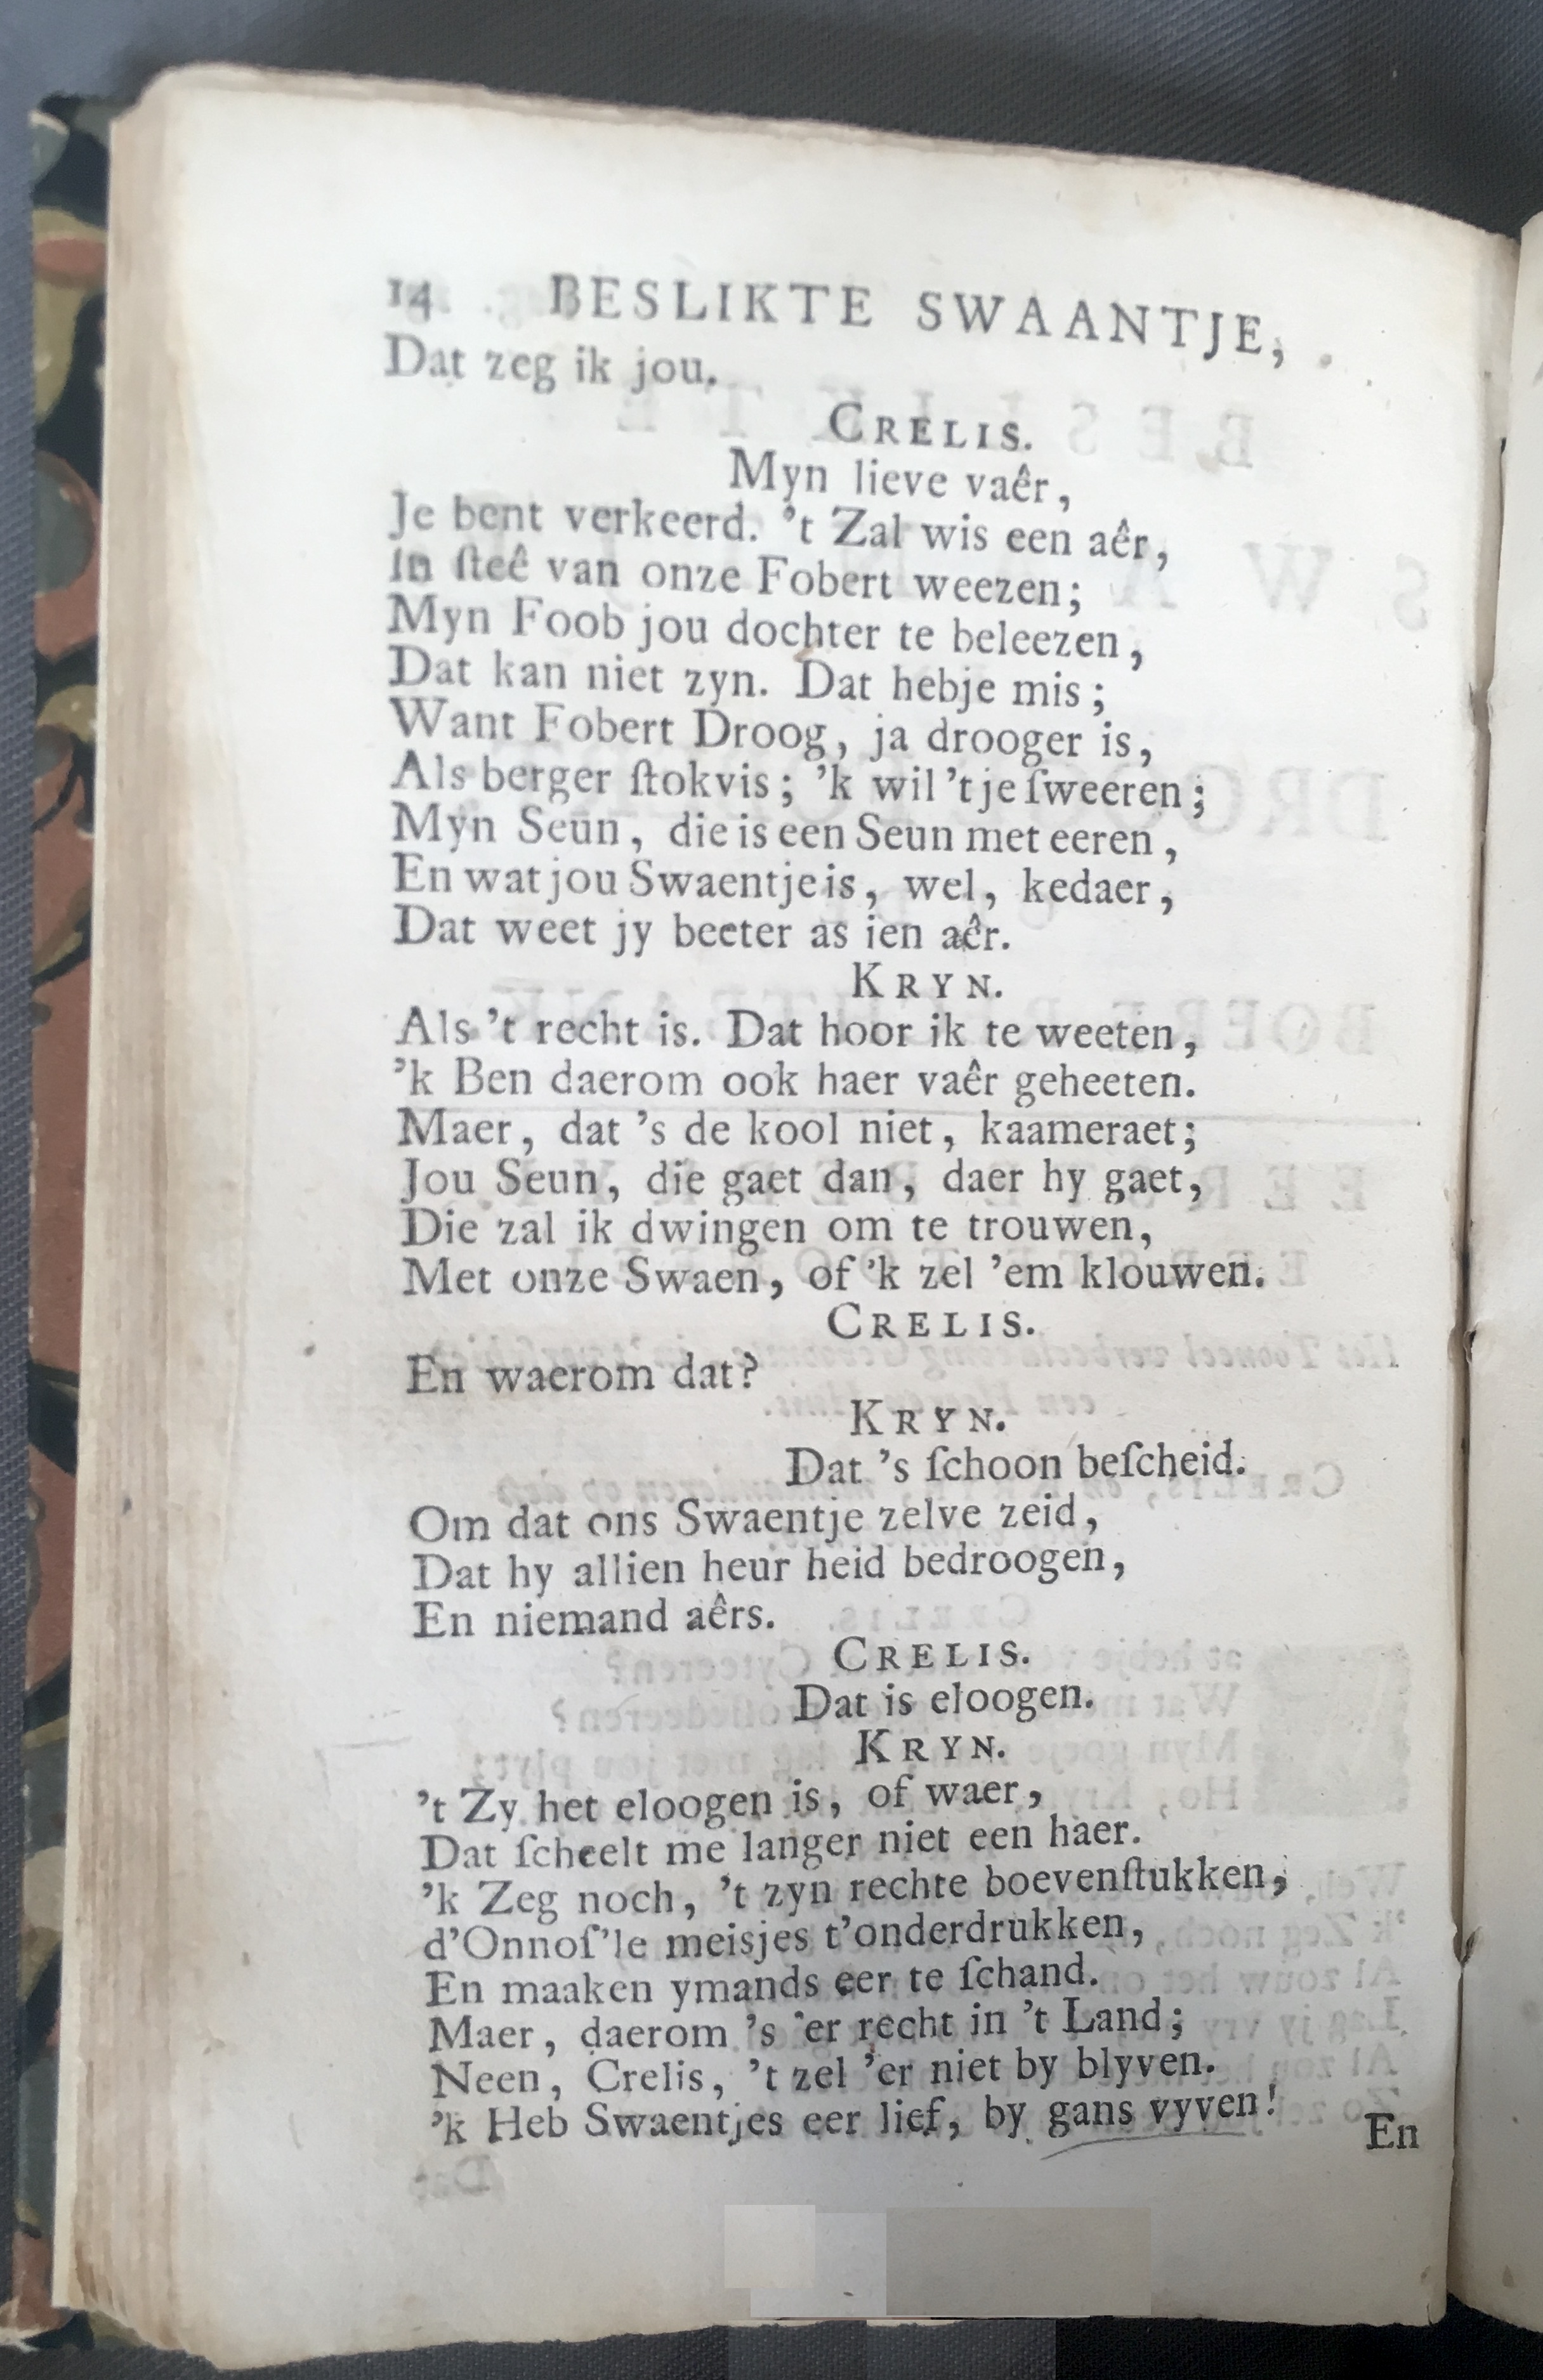 14 BESLIKTE SWAANTJE,
Dat zeg ik jou.
CRELIS.
Myn lieve vaêr,
Je bent verkeerd. 't Zal wis een aêr,
In ſteê van onze Fobert weezen;
Myn Foob jou dochter te beleezen,
Dat kan niet zyn. Dat hebje mis;
Want Fobert Droog, ja drooger is,
Als berger ſtokvis; 'k wil 't je ſweeren;
Myn Seun, die is een Seun met eeren,
En wat jou Swaentje is, wel, kedaer,
Dat weet jy beeter as ien aêr.
KRYN.
Als 't recht is. Dat hoor ik te weeten,
'k Ben daerom ook haer vaêr geheeten.
Maer, dat 's de kool niet, kaameraet;
Jou Seun, die gaet dan, daer hy gaet,
Die zal ik dwingen om te trouwen,
Met onze Swaen, of 'k zel 'em klouwen.
CRELIS.
En waerom dat?
KRYN.
Dat 's ſchoon beſcheid.
Om dat ons Swaentje zelve zeid,
Dat hy allien heur heid bedroogen,
En niemand aêrs.
CRELIS.
Dat is eloogen.
KRYN.
't Zy het eloogen is, of waer,
Dat ſcheelt me langer niet een haer.
'k Zeg noch, 't zyn rechte boevenſtukken,
d'Onnoſ'le meisjes t'onderdrukken,
En maaken ymands eer te ſchand.
Maer, daerom 's 'er recht in 't Land;
Neen, Crelis, 't zel 'er niet by blyven.
'k Heb Swaentjes eer lief, by gans vyven!
En